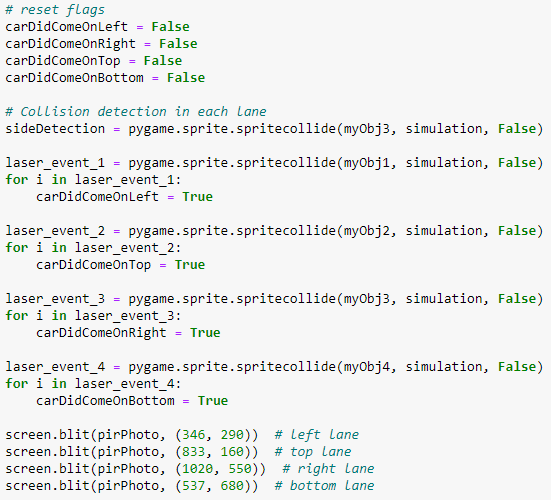 # reset flags
carDidComeOnLeft = False
carDidComeOnRight = False
carDidComeOnTop = False
carDidComeOnBottom = False

# Collision detection in each lane
sideDetection = pygame.sprite.spritecollide(myObj3, simulation, False)

laser_event_1 = pygame.sprite.spritecollide(myObj1, simulation, False)
for i in laser_event_1:
    carDidComeOnLeft = True

laser_event_2 = pygame.sprite.spritecollide(myObj2, simulation, False)
for i in laser_event_2:
    carDidComeOnTop = True

laser_event_3 = pygame.sprite.spritecollide(myObj3, simulation, False)
for i in laser_event_3:
    carDidComeOnRight = True

laser_event_4 = pygame.sprite.spritecollide(myObj4, simulation, False)
for i in laser_event_4:
    carDidComeOnBottom = True

screen.blit(pirPhoto, (346, 290))  # left lane
screen.blit(pirPhoto, (833, 160))  # top lane
screen.blit(pirPhoto, (1020, 550))  # right lane
screen.blit(pirPhoto, (537, 680))  # bottom lane